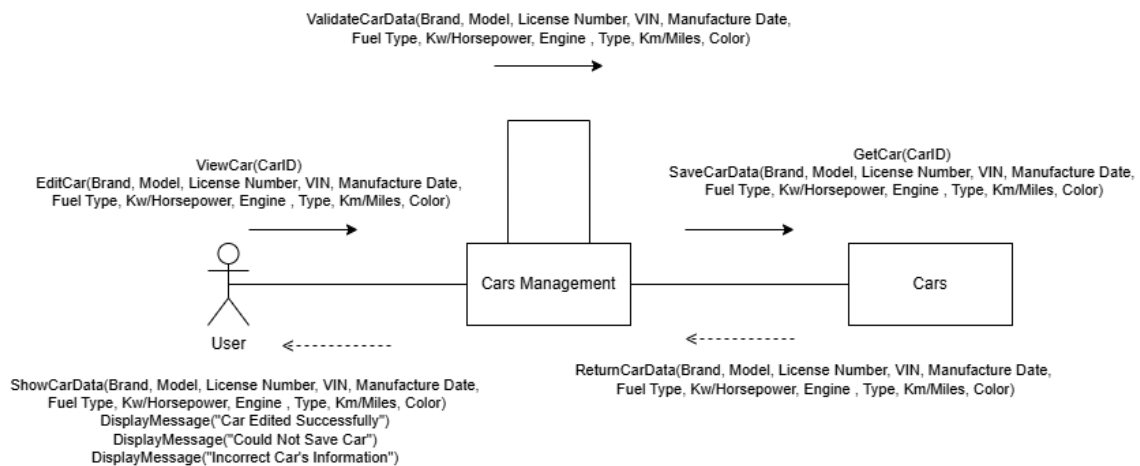 ValidateCarData(Brand, Model, License Number, VIN, Manufacture Date,
Fuel Type, Kw/Horsepower, Engine , Type, Km/Miles, Color)
ViewCar(CarID)
EditCar(Brand, Model, License Number, VIN, Manufacture Date,
Fuel Type, Kw/Horsepower, Engine , Type, Km/Miles, Color)
GetCar(CarID)
SaveCarData(Brand, Model, License Number, VIN, Manufacture Date,
Fuel Type, Kw/Horsepower, Engine , Type, Km/Miles, Color)
Cars Management
Cars
User
ReturnCarData(Brand, Model, License Number, VIN, Manufacture Date,
Fuel Type, Kw/Horsepower, Engine , Type, Km/Miles, Color)
ShowCarData(Brand, Model, License Number, VIN, Manufacture Date,
Fuel Type, Kw/Horsepower, Engine , Type, Km/Miles, Color)
DisplayMessage("Car Edited Successfully")
DisplayMessage("Could Not Save Car")
DisplayMessage("Incorrect Car's Information")